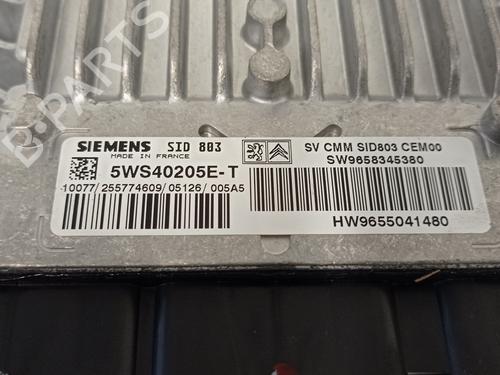 B-PARTS
SIEMENS SID 803
MADE IN FRANCE
5WS40205E-T
10077/255774609/05126/005A5
SV CMM SID803 CEM00
SW9658345380
HW9655041480